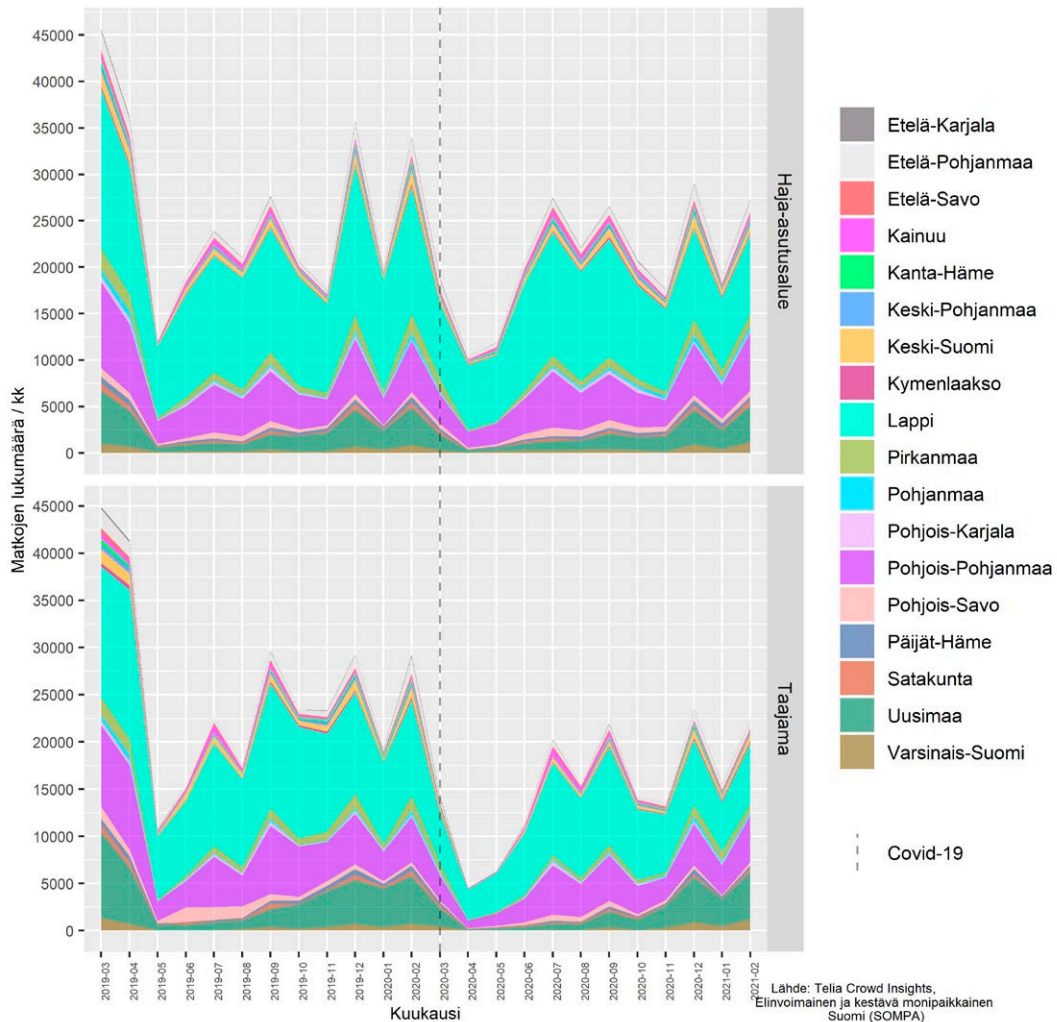 45000
40000
35000
30000
25000
20000
15000
10000
5000
0
Haja-asutusalue
45000
40000
35000
30000
25000
20000
15000
10000
5000
0
Taajama
Matkojen lukumäärä / kk
2019-03
2019-04
2019-05
2019-06
2019-07
2019-08
2019-09
2019-10
2019-11
2019-12
2020-01
2020-02
2020-03
2020-04
2020-05
2020-06
2020-07
2020-08
2020-09
2020-10
2020-11
2020-12
2021-01
2021-02
Kuukausi
Etelä-Karjala
Etelä-Pohjanmaa
Etelä-Savo
Kainuu
Kanta-Häme
Keski-Pohjanmaa
Keski-Suomi
Kymenlaakso
Lappi
Pirkanmaa
Pohjanmaa
Pohjois-Karjala
Pohjois-Pohjanmaa
Pohjois-Savo
Päijät-Häme
Satakunta
Uusimaa
Varsinais-Suomi
Covid-19
Lähde: Telia Crowd Insights,
Elinvoimainen ja kestävä monipaikkainen
Suomi (SOMPA)